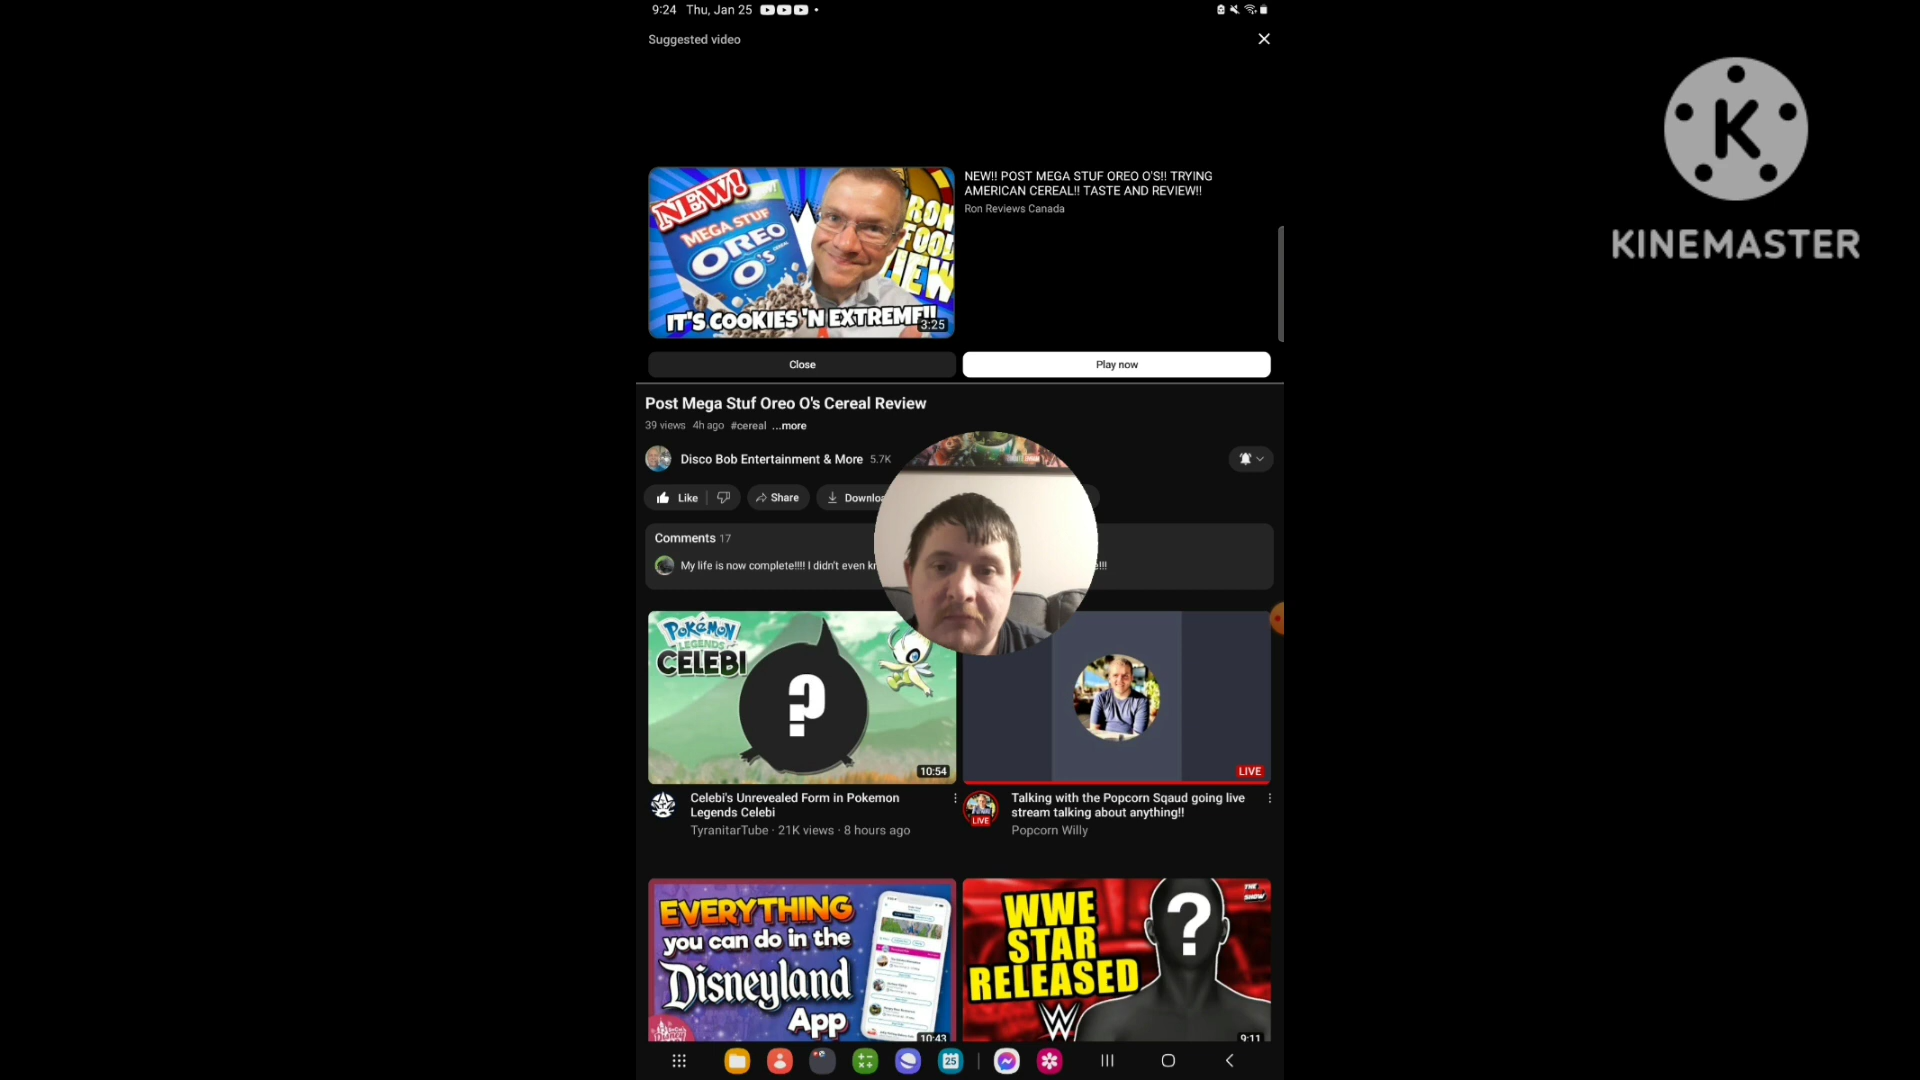 9:24 Thu, Jan 25
Suggested video
NEW!
MEGA STUF
OREO
O'S
RON
FOOD
IT'S COOKIES 'N EXTREME!!
3:25
NEW!! POST MEGA STUF OREO O'S!! TRYING
AMERICAN CEREAL!! TASTE AND REVIEW!!
Ron Reviews Canada
Close
Play now
Post Mega Stuf Oreo O's Cereal Review
39 views 4h ago #cereal ...more
Disco Bob Entertainment & More 5.7K
Like
Share
Downloa
Comments 17
My life is now complete!!!! I didn't even
POKÉMON
LEGENDS
CELEBI
?
10:54
LIVE
Celebi's Unrevealed Form in Pokemon
Legends Celebi
TyranitarTube · 21K views · 8 hours ago
LIVE
Talking with the Popcorn Sqaud going live
stream talking about anything!!
Popcorn Willy
EVERYTHING
you can do in the
Disneyland
App
10:43
WWE
STAR
RELEASED
?
W
THE
SHOW
9:11
25
K
KINEMASTER